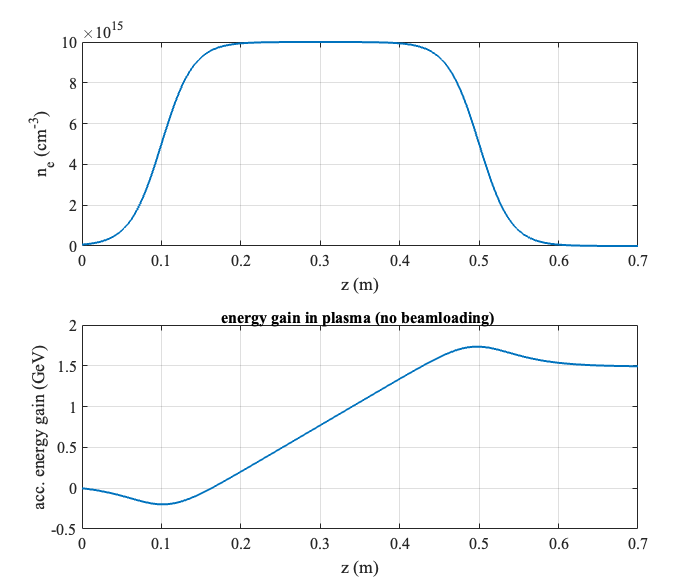 ×10^15
10
8
6
4
2
0
n_e (cm^-3)
0 0.1 0.2 0.3 0.4 0.5 0.6 0.7
z (m)
energy gain in plasma (no beamloading)
2
1.5
1
0.5
0
-0.5
acc. energy gain (GeV)
0 0.1 0.2 0.3 0.4 0.5 0.6 0.7
z (m)